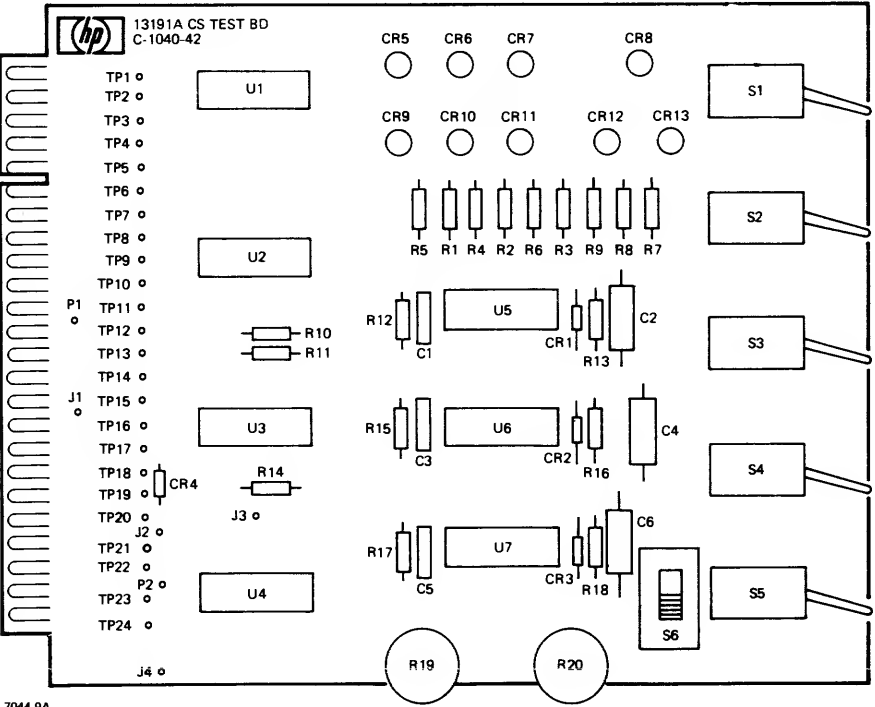 hp
13191A CS TEST BD
C-1040-42
CR5 CR6 CR7 CR8
TP1
TP2
U1
S1
TP3
CR9 CR10 CR11 CR12 CR13
TP4
TP5
TP6
TP7
S2
TP8
R5 R1 R4 R2 R6 R3 R9 R8 R7
TP9
U2
TP10
P1
TP11
R12
U5
C2
TP12
R10
CR1
S3
TP13
R11
C1
R13
TP14
J1
TP15
TP16
U3
R15
U6
C4
TP17
C3
CR2
R16
TP18
R14
S4
TP19
CR4
TP20
J3
C6
J2
TP21
R17
U7
TP22
CR3
P2
C5
R18
TP23
U4
S5
TP24
S6
J4
R19
R20
7044-9A